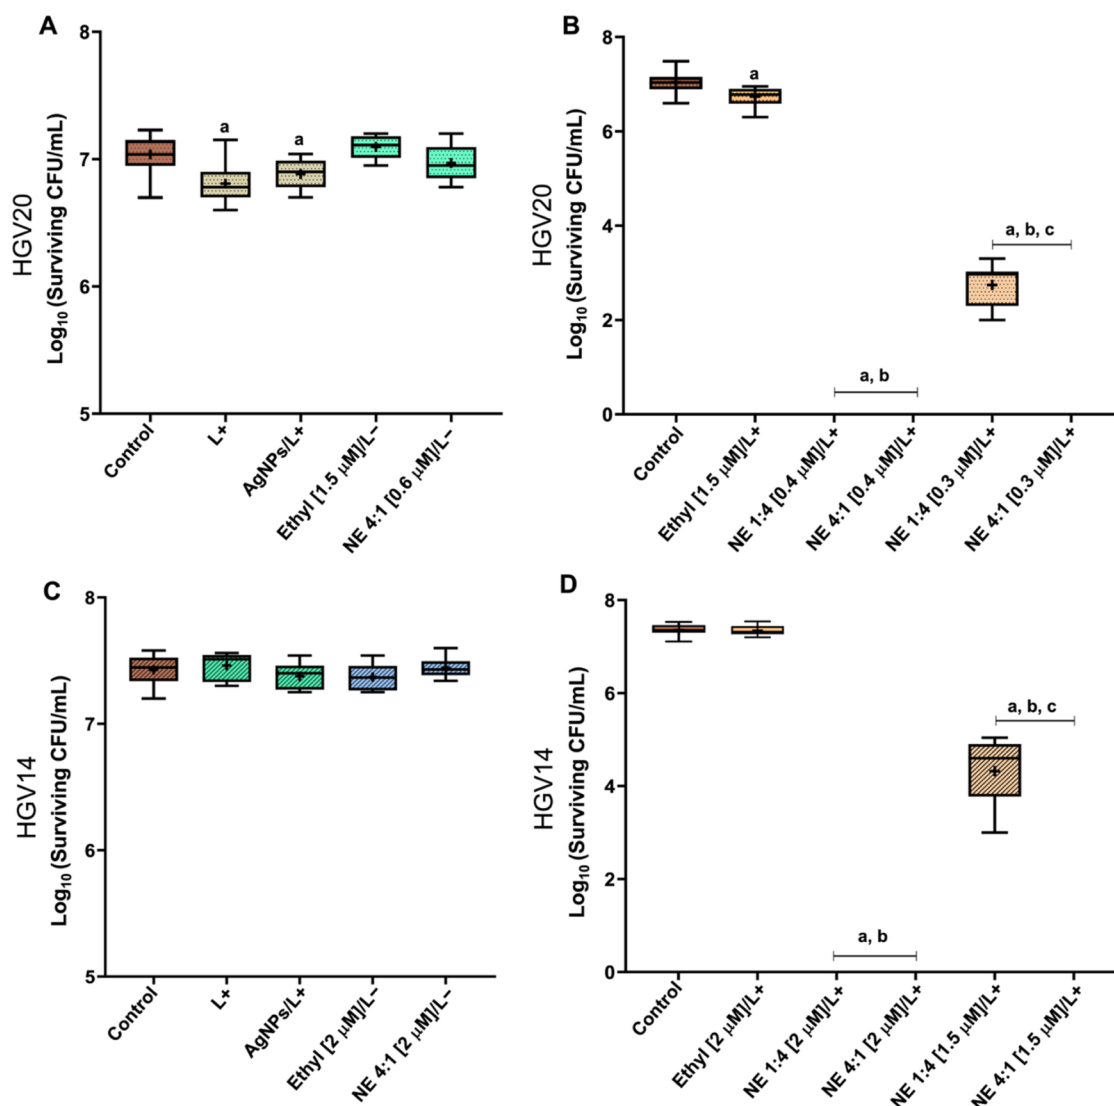 A
HGV20
Log₁₀ (Surviving CFU/mL)
8
7
6
5
a
a
Control
L+
AgNPs/L+
Ethyl [1.5 µM]/L−
NE 4:1 [0.6 µM]/L−
B
HGV20
Log₁₀ (Surviving CFU/mL)
8
6
4
2
0
a
a, b
a, b, c
Control
Ethyl [1.5 µM]/L+
NE 1:4 [0.4 µM]/L+
NE 4:1 [0.4 µM]/L+
NE 1:4 [0.3 µM]/L+
NE 4:1 [0.3 µM]/L+
C
HGV14
Log₁₀ (Surviving CFU/mL)
8
7
6
5
Control
L+
AgNPs/L+
Ethyl [2 µM]/L−
NE 4:1 [2 µM]/L−
D
HGV14
Log₁₀ (Surviving CFU/mL)
8
6
4
2
0
a, b
a, b, c
Control
Ethyl [2 µM]/L+
NE 1:4 [2 µM]/L+
NE 4:1 [2 µM]/L+
NE 1:4 [1.5 µM]/L+
NE 4:1 [1.5 µM]/L+